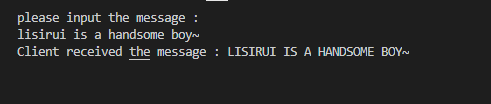 please input the message :
lisirui is a handsome boy~
Client received the message : LISIRUI IS A HANDSOME BOY~